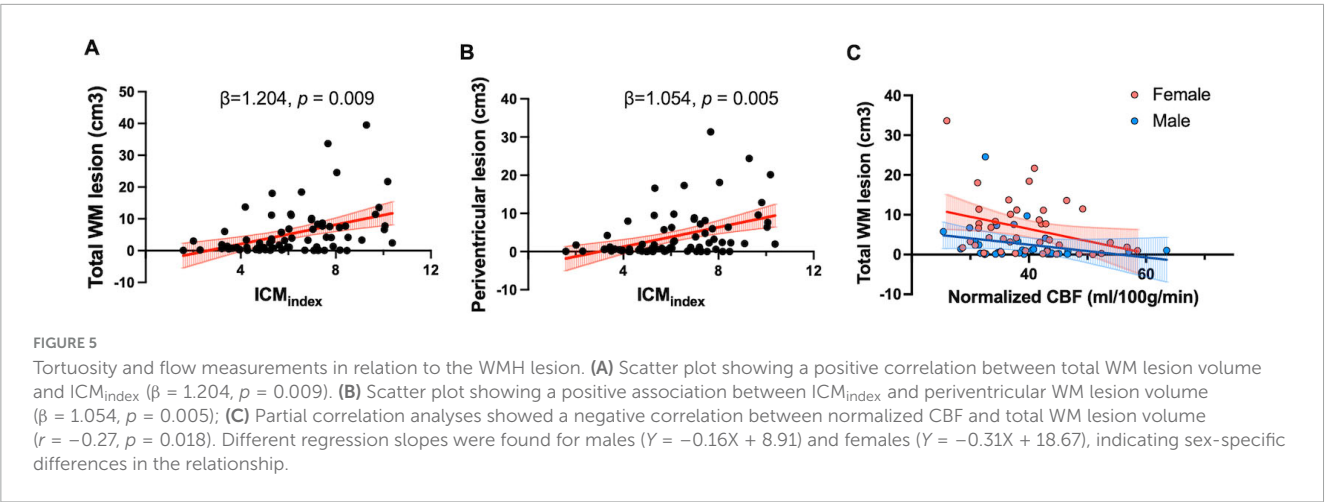 A
β=1.204, p = 0.009
Total WM lesion (cm3)
50
40
30
20
10
0
-10
4
8
12
ICMindex
B
β=1.054, p = 0.005
Periventricular lesion (cm3)
40
30
20
10
0
-10
4
8
12
ICMindex
C
Female
Male
Total WM lesion (cm3)
40
30
20
10
0
-10
40
60
Normalized CBF (ml/100g/min)
FIGURE 5
Tortuosity and flow measurements in relation to the WMH lesion. (A) Scatter plot showing a positive correlation between total WM lesion volume
and ICMindex (β = 1.204, p = 0.009). (B) Scatter plot showing a positive association between ICMindex and periventricular WM lesion volume
(β = 1.054, p = 0.005); (C) Partial correlation analyses showed a negative correlation between normalized CBF and total WM lesion volume
(r = −0.27, p = 0.018). Different regression slopes were found for males (Y = −0.16X + 8.91) and females (Y = −0.31X + 18.67), indicating sex-specific
differences in the relationship.